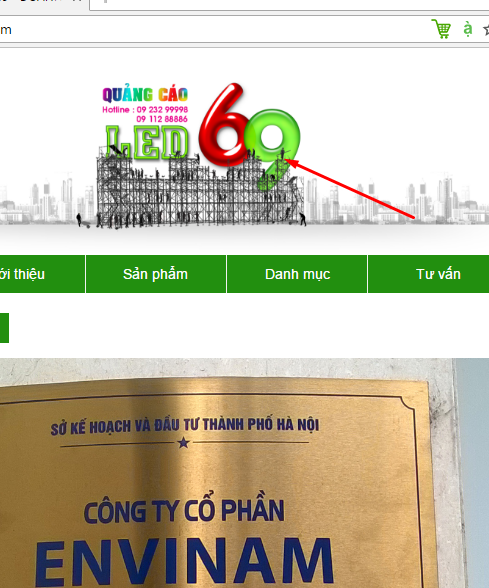 m
QUẢNG CÁO
Hotline : 09 232 99998
09 112 88886
LED 69
ới thiệu
Sản phẩm
Danh mục
Tư vấn
SỞ KẾ HOẠCH VÀ ĐẦU TƯ THÀNH PHỐ HÀ NỘI
CÔNG TY CỔ PHẦN
ENVINAM